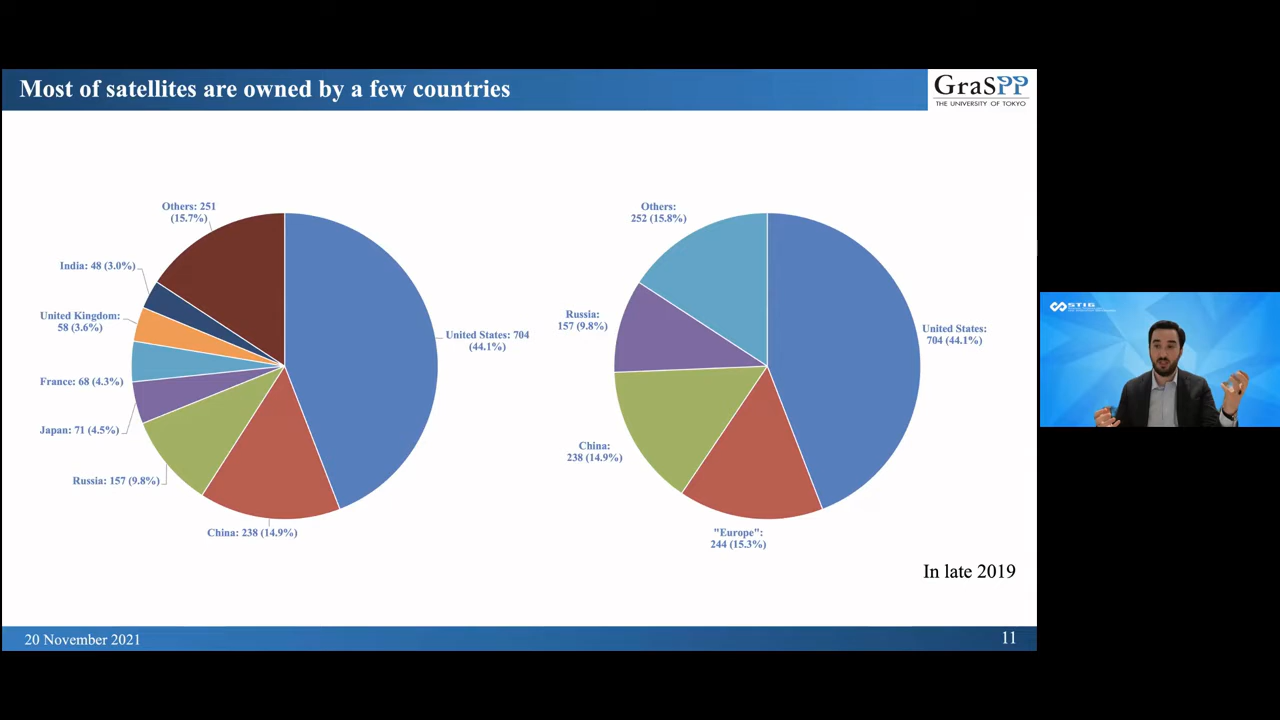 Most of satellites are owned by a few countries
GraSPP
THE UNIVERSITY OF TOKYO
Others: 251
(15.7%)
India: 48 (3.0%)
United Kingdom:
58 (3.6%)
France: 68 (4.3%)
Japan: 71 (4.5%)
Russia: 157 (9.8%)
China: 238 (14.9%)
United States: 704
(44.1%)
Others:
252 (15.8%)
Russia:
157 (9.8%)
China:
238 (14.9%)
"Europe":
244 (15.3%)
United States:
704 (44.1%)
In late 2019
20 November 2021
11
STIG